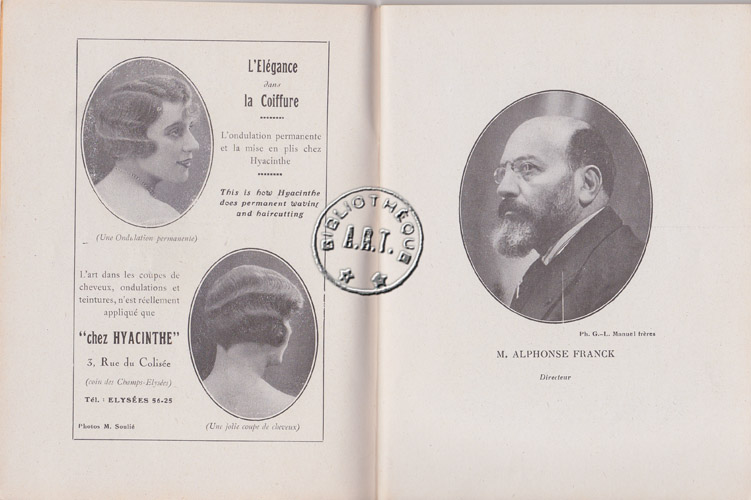 L'Elégance
dans
la Coiffure
L'ondulation permanente
et la mise en plis chez
Hyacinthe
This is how Hyacinthe
does permanent waving
and haircutting
(Une Ondulation permanente)
L'art dans les coupes de
cheveux, ondulations et
teintures, n'est réellement
appliqué que
"chez HYACINTHE"
3, Rue du Colisée
(coin des Champs-Elysées)
Tél. : ELYSÉES 56-25
Photos M. Soulié
(Une jolie coupe de cheveux)
BIBLIOTHÈQUE
A.R.T.
Ph. G.-L. Manuel frères
M. ALPHONSE FRANCK
Directeur